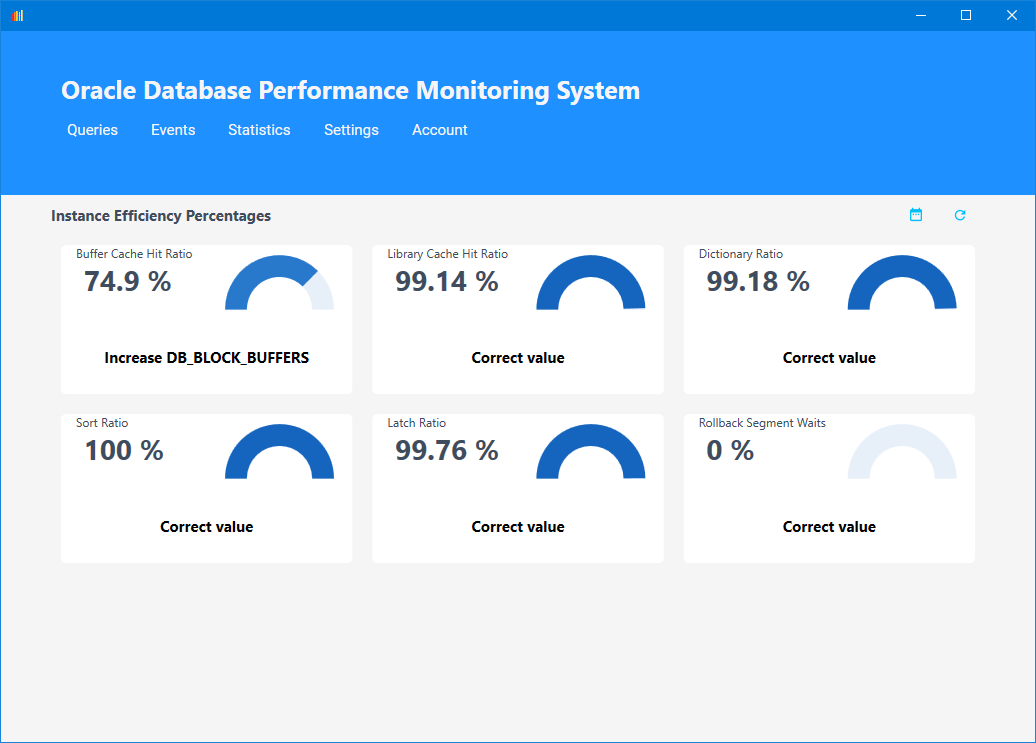 Oracle Database Performance Monitoring System
Queries Events Statistics Settings Account
Instance Efficiency Percentages
Buffer Cache Hit Ratio
74.9 %
Increase DB_BLOCK_BUFFERS
Library Cache Hit Ratio
99.14 %
Correct value
Dictionary Ratio
99.18 %
Correct value
Sort Ratio
100 %
Correct value
Latch Ratio
99.76 %
Correct value
Rollback Segment Waits
0 %
Correct value